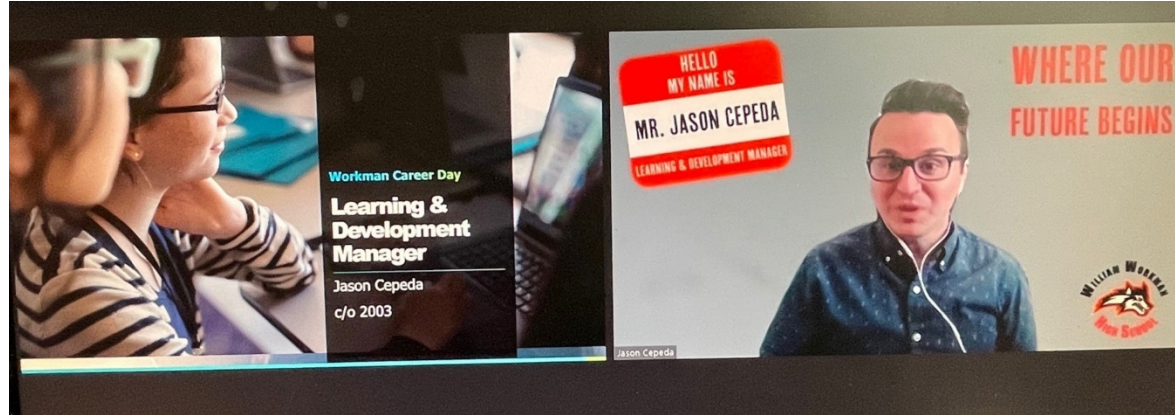 Workman Career Day
Learning &
Development
Manager
Jason Cepeda
c/o 2003
HELLO
MY NAME IS
MR. JASON CEPEDA
LEARNING & DEVELOPMENT MANAGER
WHERE OUR
FUTURE BEGINS
WILLIAM WORKMAN
HIGH SCHOOL
Jason Cepeda